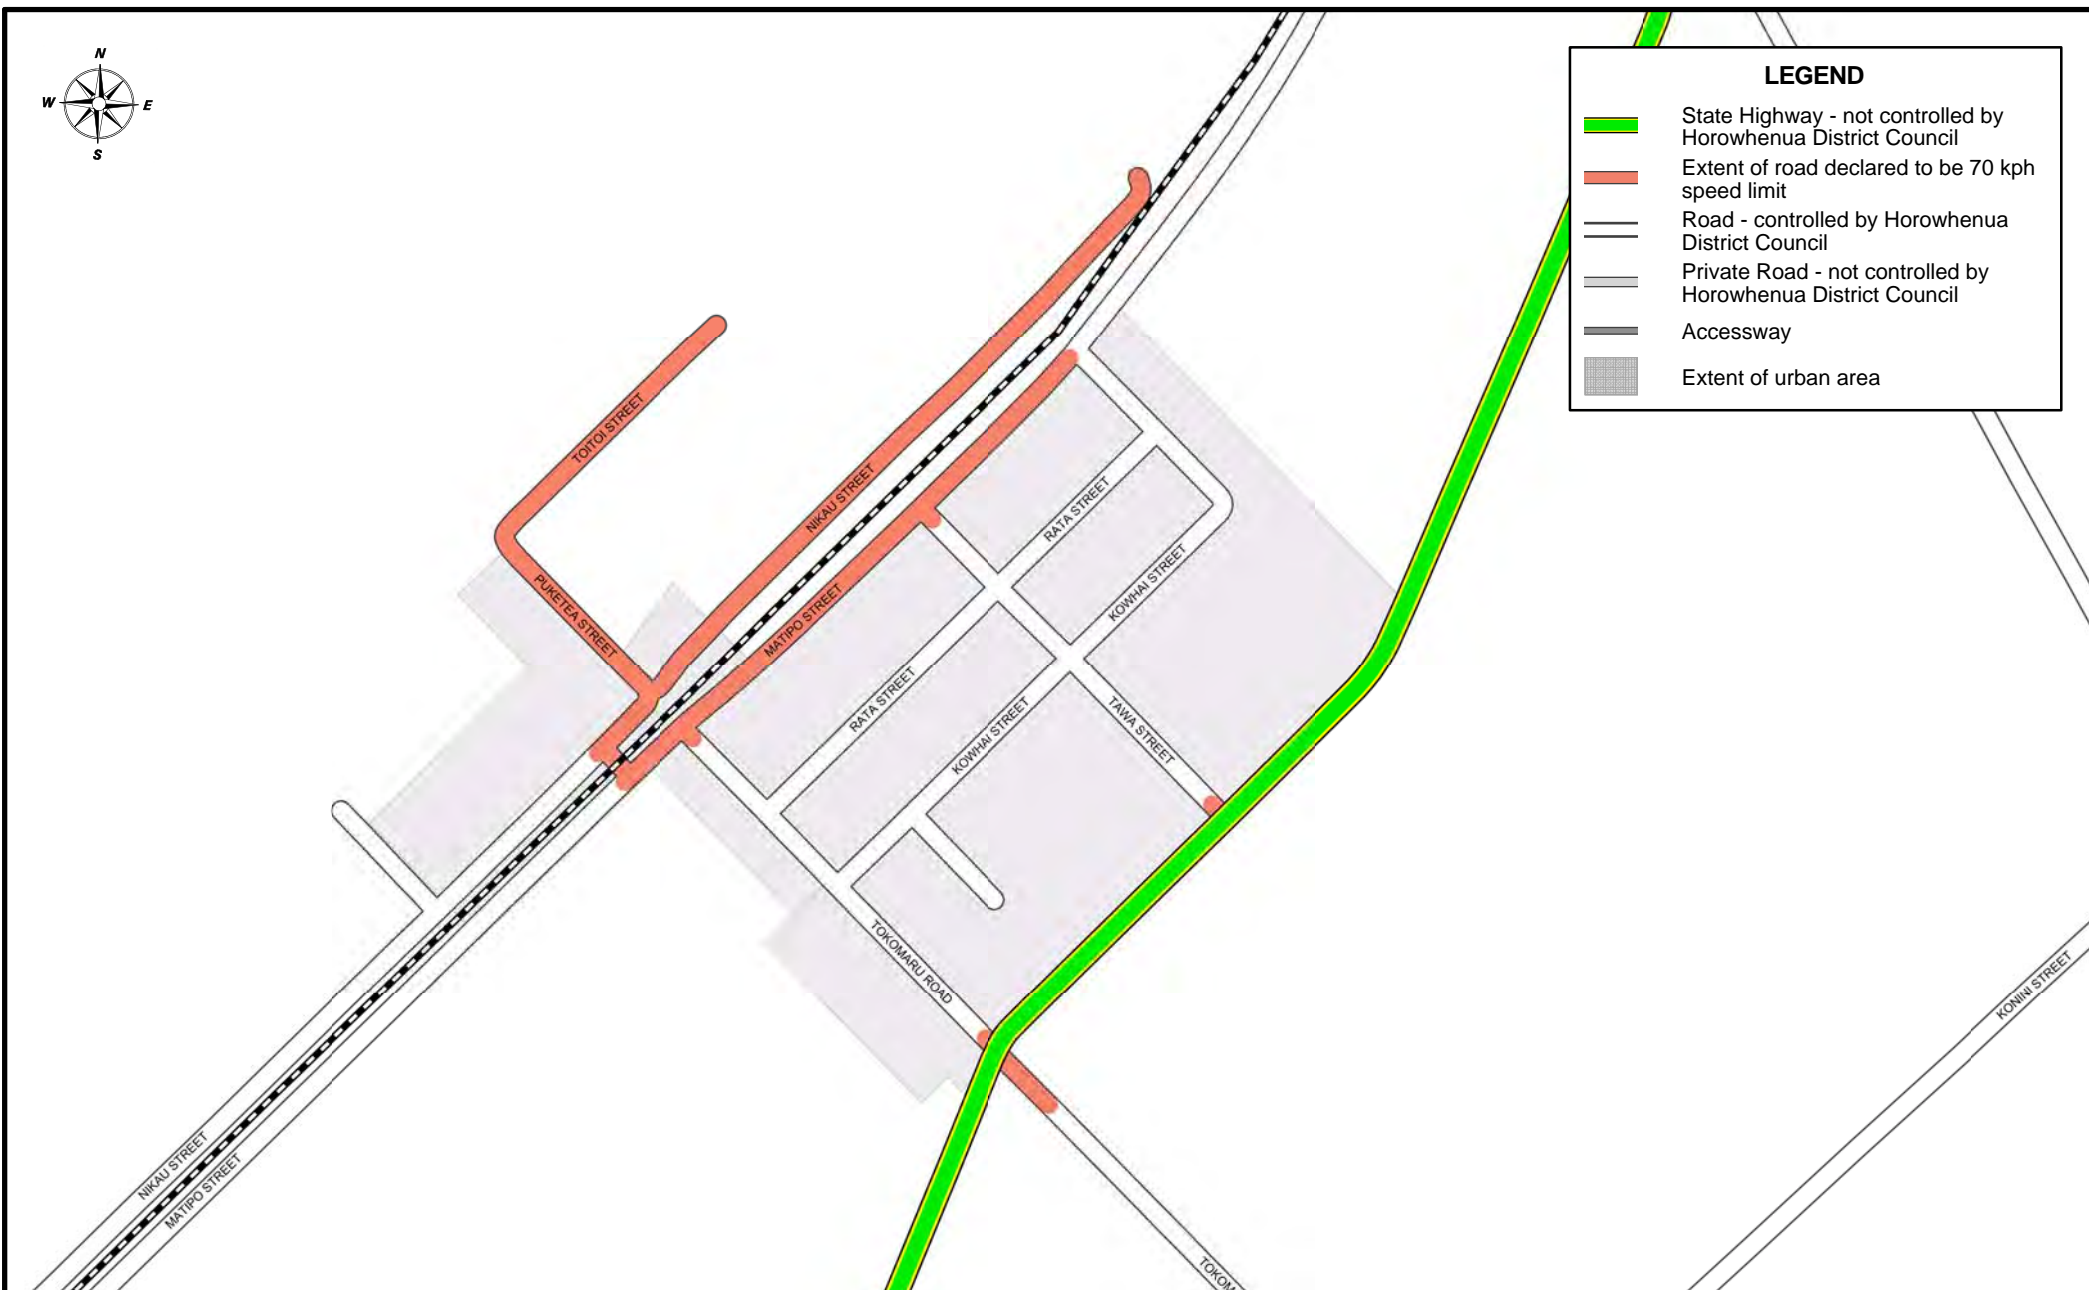 N
W
E
S
LEGEND
State Highway - not controlled by
Horowhenua District Council
Extent of road declared to be 70 kph
speed limit
Road - controlled by Horowhenua
District Council
Private Road - not controlled by
Horowhenua District Council
Accessway
Extent of urban area
TOITOI STREET
NIKAU STREET
RATA STREET
KOWHAI STREET
PUKETEA STREET
MATIPO STREET
RATA STREET
KOWHAI STREET
TAWA STREET
TOKOMARU ROAD
KONINI STREET
NIKAU STREET
MATIPO STREET
TOKOM